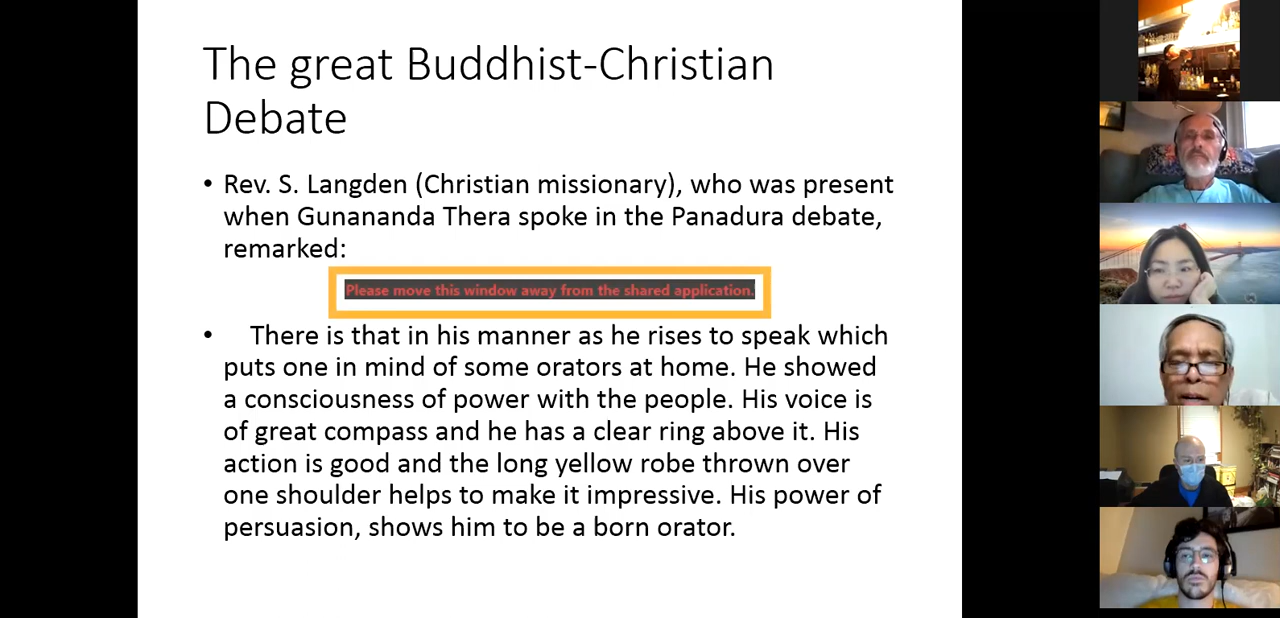 The great Buddhist-Christian
Debate
• Rev. S. Langden (Christian missionary), who was present
when Gunananda Thera spoke in the Panadura debate,
remarked:
Please move this window away from the shared application.
• There is that in his manner as he rises to speak which
puts one in mind of some orators at home. He showed
a consciousness of power with the people. His voice is
of great compass and he has a clear ring above it. His
action is good and the long yellow robe thrown over
one shoulder helps to make it impressive. His power of
persuasion, shows him to be a born orator.